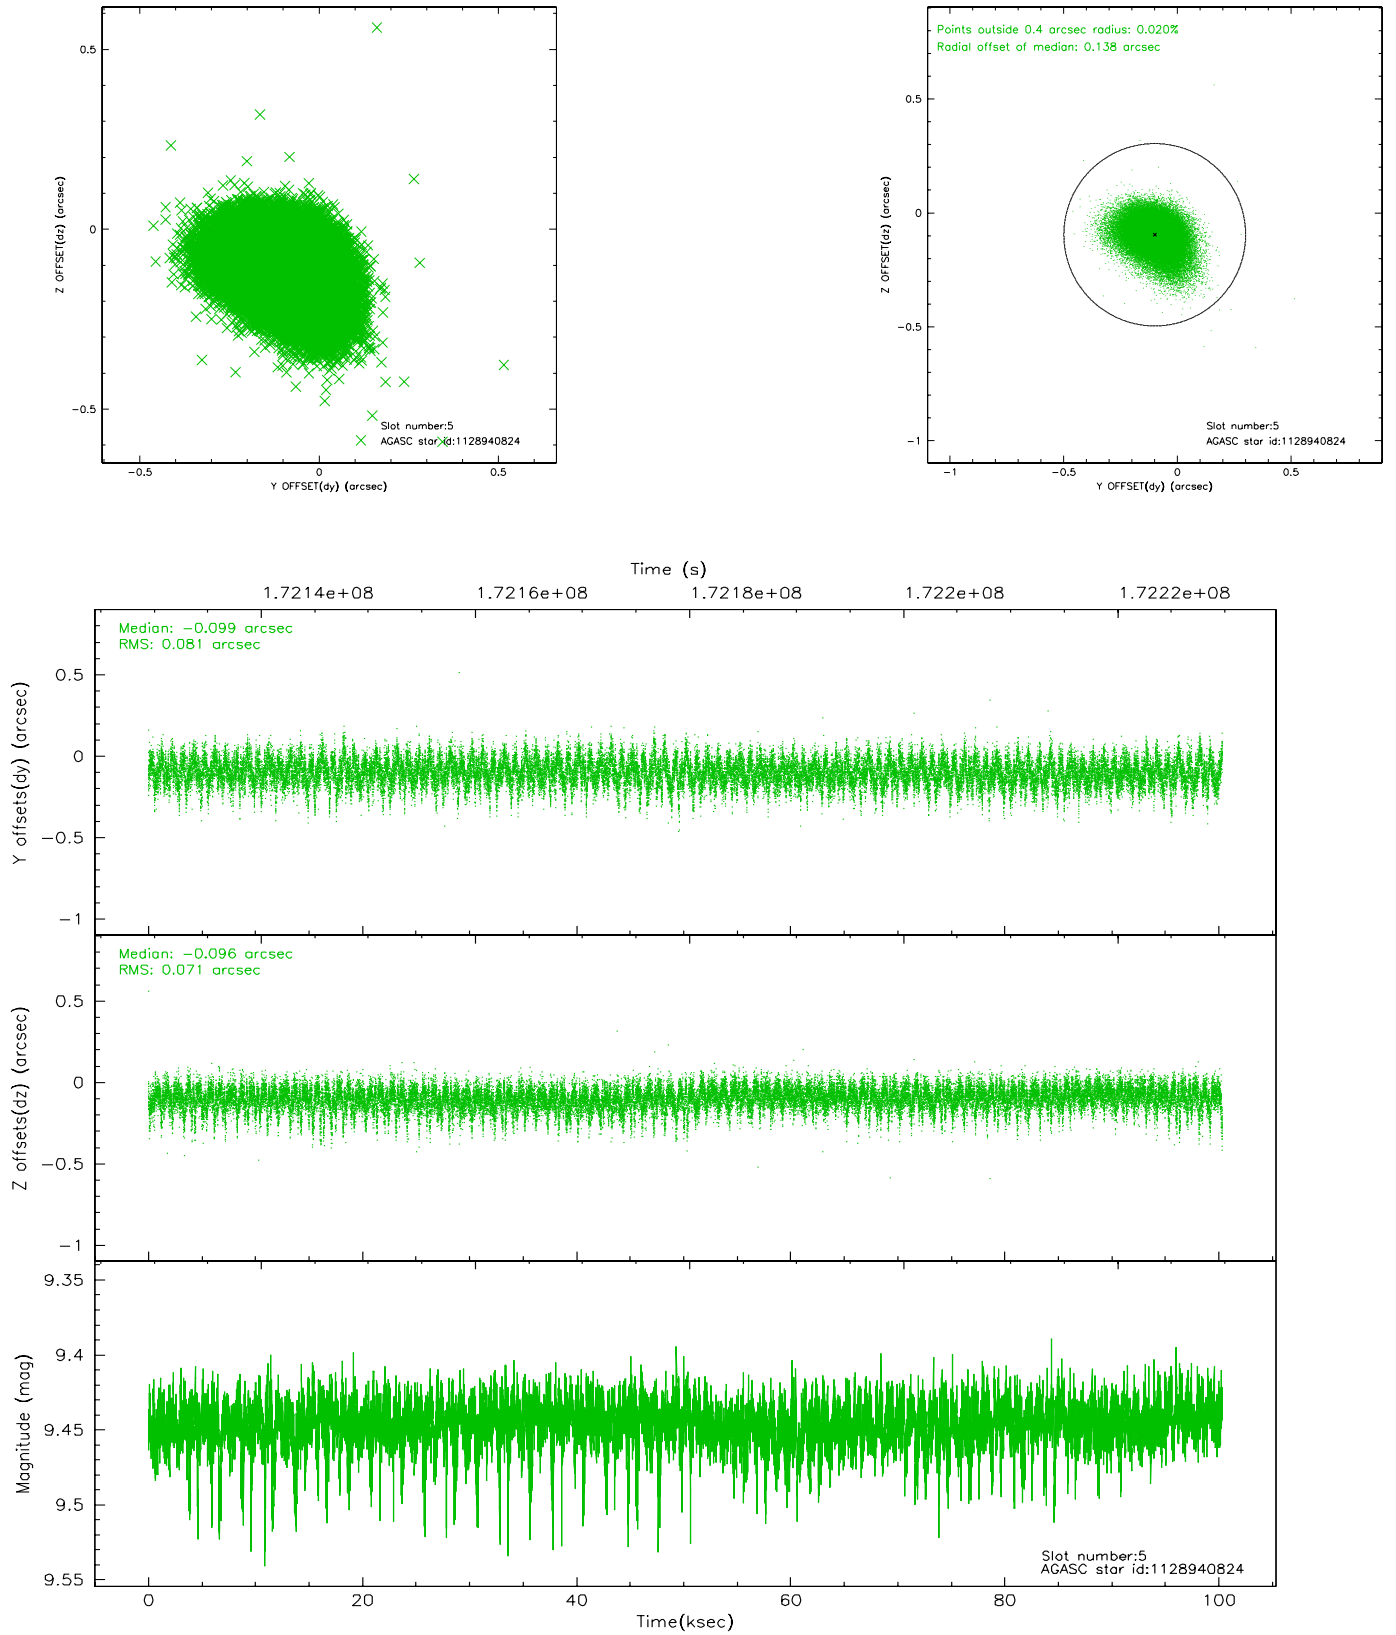 0.5
0
-0.5
Z OFFSET(dz) (arcsec)
-0.5
0
0.5
Y OFFSET(dy) (arcsec)
Slot number:5
AGASC star id:1128940824
Points outside 0.4 arcsec radius: 0.020%
Radial offset of median: 0.138 arcsec
0.5
0
-0.5
-1
Z OFFSET(dz) (arcsec)
-1
-0.5
0
0.5
Y OFFSET(dy) (arcsec)
Slot number:5
AGASC star id:1128940824
Time (s)
1.7214e+08
1.7216e+08
1.7218e+08
1.722e+08
1.7222e+08
Median: -0.099 arcsec
RMS: 0.081 arcsec
0.5
0
-0.5
-1
Y offsets(dy) (arcsec)
Median: -0.096 arcsec
RMS: 0.071 arcsec
0.5
0
-0.5
-1
Z offsets(dz) (arcsec)
9.35
9.4
9.45
9.5
9.55
Magnitude (mag)
Slot number:5
AGASC star id:1128940824
0
20
40
60
80
100
Time(ksec)